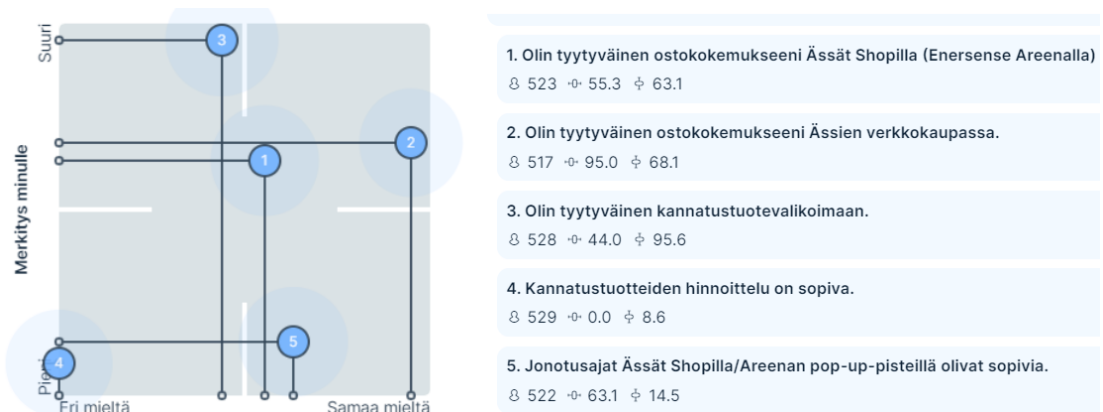 Suuri
Merkitys minulle
Pieni
Eri mieltä
Samaa mieltä
3
2
1
5
4
1. Olin tyytyväinen ostokokemukseeni Ässät Shopilla (Enersense Areenalla)
523 55.3 63.1
2. Olin tyytyväinen ostokokemukseeni Ässien verkkokaupassa.
517 95.0 68.1
3. Olin tyytyväinen kannatustuotevalikoimaan.
528 44.0 95.6
4. Kannatustuotteiden hinnoittelu on sopiva.
529 0.0 8.6
5. Jonotusajat Ässät Shopilla/Areenan pop-up-pisteillä olivat sopivia.
522 63.1 14.5